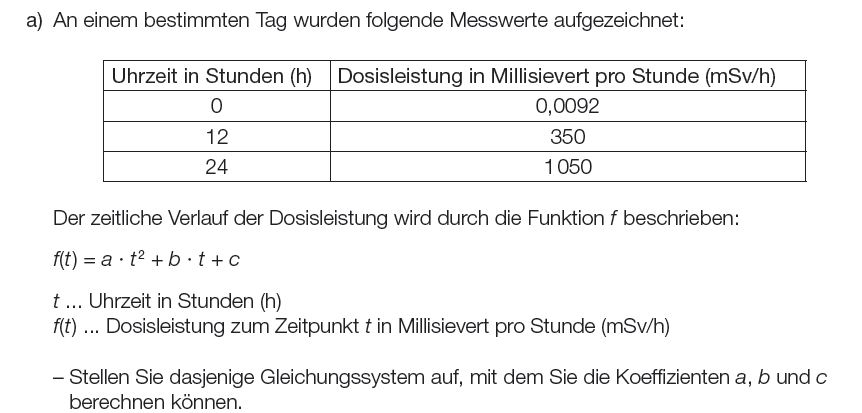 a) An einem bestimmten Tag wurden folgende Messwerte aufgezeichnet:
Uhrzeit in Stunden (h) Dosisleistung in Millisievert pro Stunde (mSv/h)
0 0,0092
12 350
24 1 050
Der zeitliche Verlauf der Dosisleistung wird durch die Funktion f beschrieben:
f(t) = a · t² + b · t + c
t ... Uhrzeit in Stunden (h)
f(t) ... Dosisleistung zum Zeitpunkt t in Millisievert pro Stunde (mSv/h)
– Stellen Sie dasjenige Gleichungssystem auf, mit dem Sie die Koeffizienten a, b und c
berechnen können.